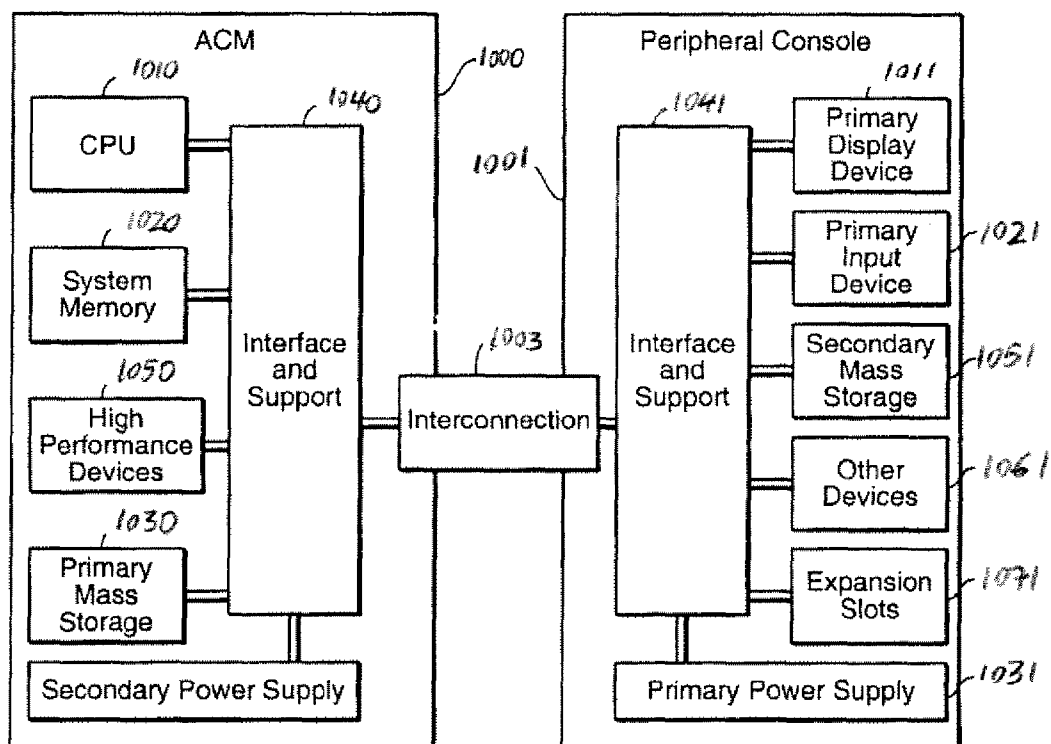 ACM
1000
1010
CPU
1040
1020
System
Memory
1050
High
Performance
Devices
1030
Primary
Mass
Storage
Interface
and
Support
Secondary Power Supply
1003
Interconnection
Peripheral Console
1001
1041
Interface
and
Support
1011
Primary
Display
Device
Primary
Input
Device
1021
Secondary
Mass
Storage
1051
Other
Devices
1061
Expansion
Slots
1071
Primary Power Supply
1031